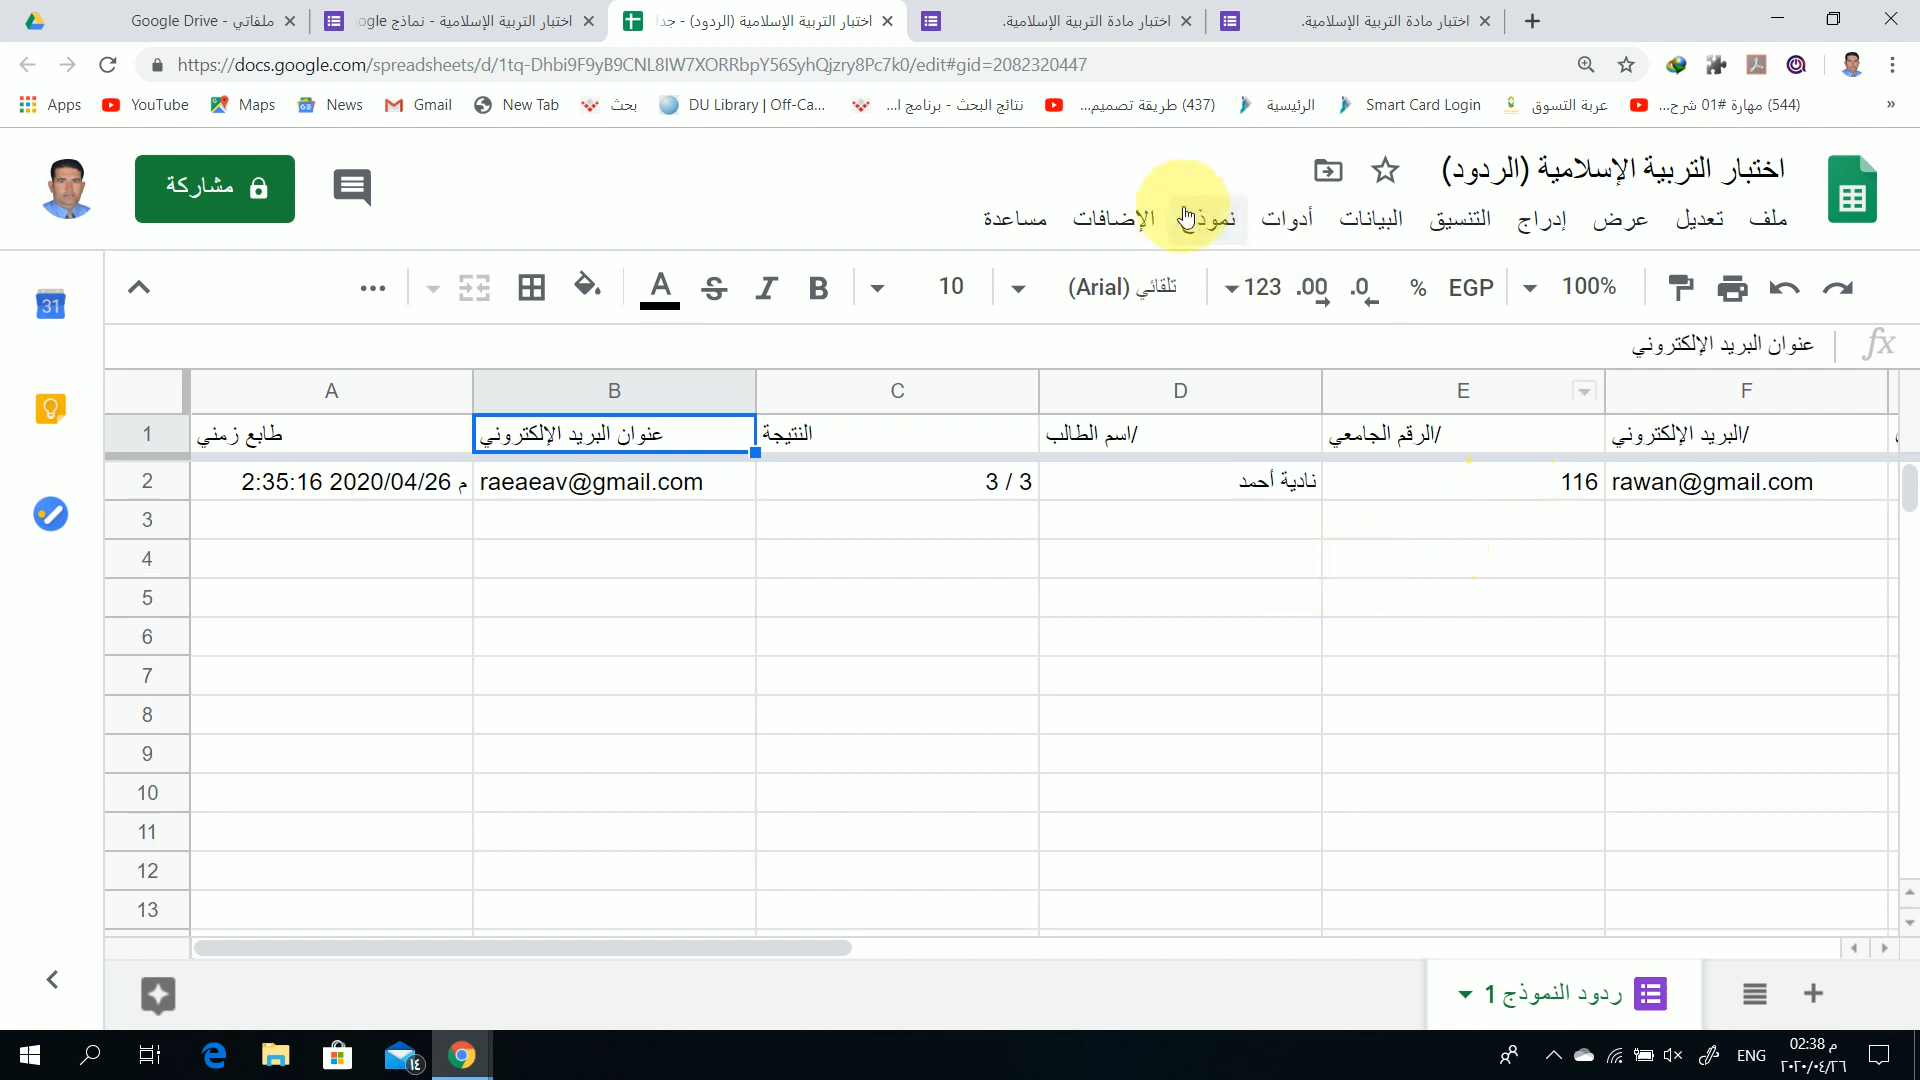 ملفاتي - Google Drive
اختبار التربية الإسلامية - نماذج ogle
اختبار التربية الإسلامية (الردود) - جدا
اختبار مادة التربية الإسلامية.
اختبار مادة التربية الإسلامية.
https://docs.google.com/spreadsheets/d/1tq-Dhbi9F9yB9CNL8IW7XORRbpY56SyhQjzry8Pc7k0/edit#gid=2082320447
Apps YouTube Maps News Gmail New Tab بحث DU Library | Off-Ca... نتائج البحث - برنامج ا... (437) طريقة تصميم... الرئيسية Smart Card Login عربة التسوق (544) مهارة #01 شرح... »
اختبار التربية الإسلامية (الردود)
مشاركة
ملف تعديل عرض إدراج التنسيق البيانات أدوات نموذج الإضافات مساعدة
100% EGP % .0 .00 123 تلقائي (Arial) 10 B I S A
fx عنوان البريد الإلكتروني
A B C D E F
1 طابع زمني عنوان البريد الإلكتروني النتيجة اسم الطالب/ الرقم الجامعي/ البريد الإلكتروني/
2 2:35:16 2020/04/26 م raeaeav@gmail.com 3 / 3 نادية أحمد 116 rawan@gmail.com
3
4
5
6
7
8
9
10
11
12
13
ردود النموذج 1
31
١٤
ENG
02:38 م
٢٠٢٠/٠٤/٢٦